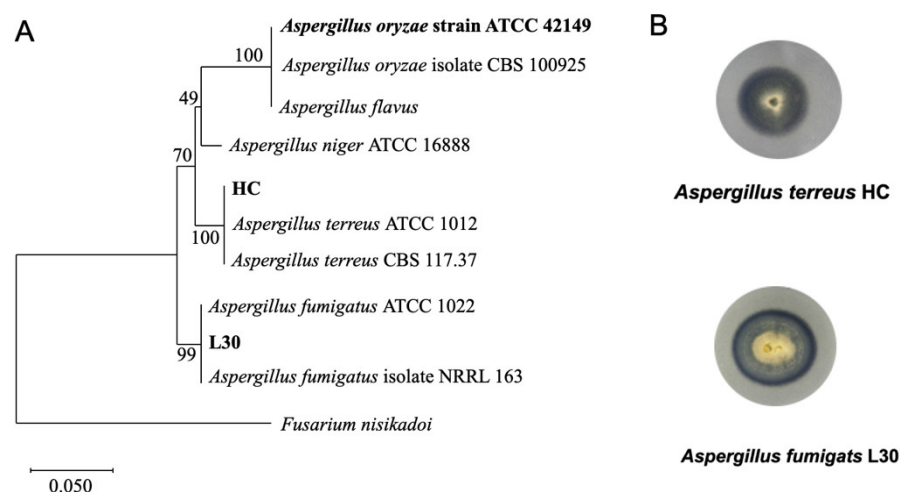 A
Aspergillus oryzae strain ATCC 42149
100
Aspergillus oryzae isolate CBS 100925
Aspergillus flavus
49
Aspergillus niger ATCC 16888
70
HC
Aspergillus terreus ATCC 1012
100
Aspergillus terreus CBS 117.37
Aspergillus fumigatus ATCC 1022
L30
99
Aspergillus fumigatus isolate NRRL 163
Fusarium nisikadoi
0.050
B
Aspergillus terreus HC
Aspergillus fumigats L30